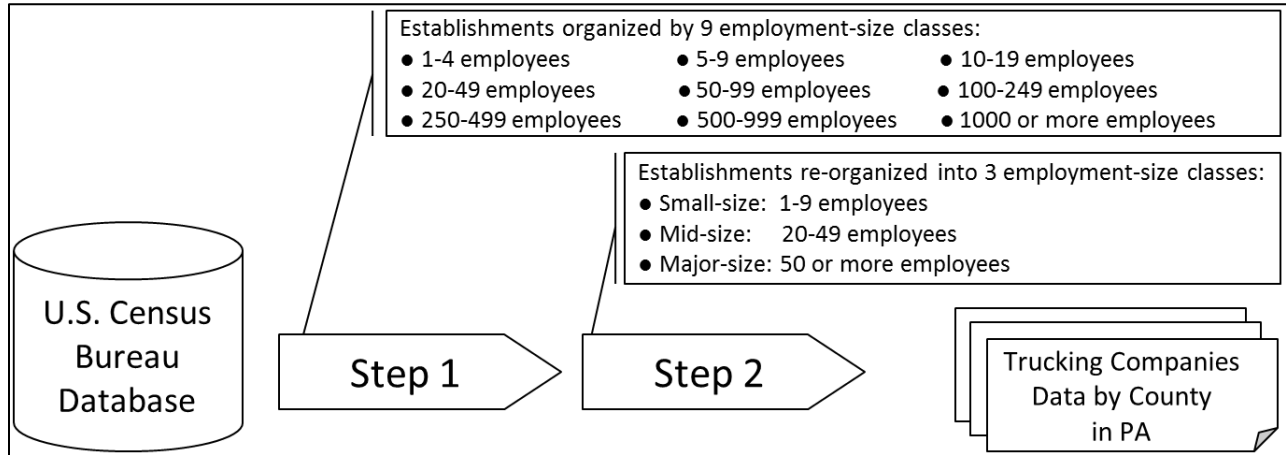 Establishments organized by 9 employment-size classes:
● 1-4 employees ● 5-9 employees ● 10-19 employees
● 20-49 employees ● 50-99 employees ● 100-249 employees
● 250-499 employees ● 500-999 employees ● 1000 or more employees
Establishments re-organized into 3 employment-size classes:
● Small-size: 1-9 employees
● Mid-size: 20-49 employees
● Major-size: 50 or more employees
U.S. Census
Bureau
Database
Step 1
Step 2
Trucking Companies
Data by County
in PA